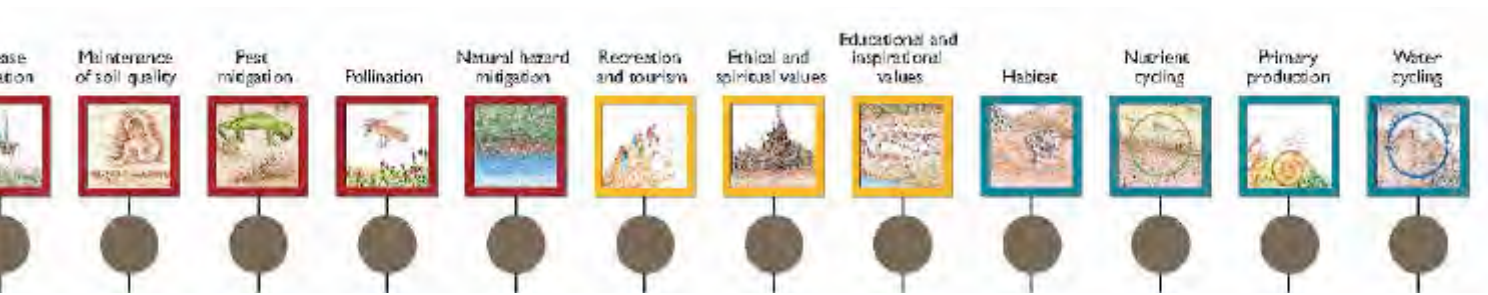 Maintenance
of soil quality
Pest
mitigation
Pollination
Natural hazard
mitigation
Recreation
and tourism
Ethical and
spiritual values
Educational and
inspirational
values
Habitat
Nutrient
cycling
Primary
production
Water
cycling